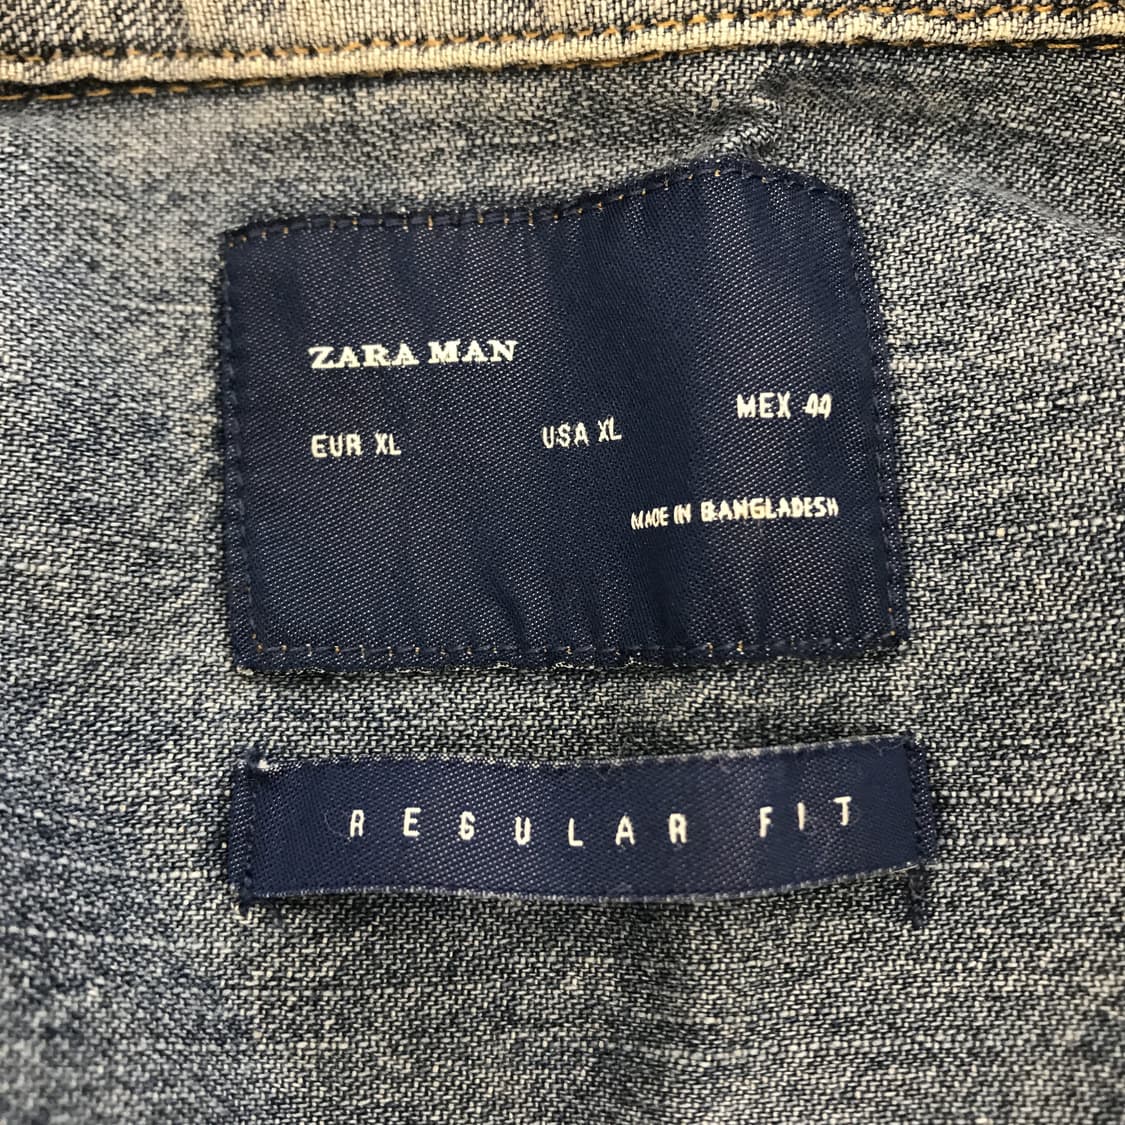 ZARA MAN
EUR XL USA XL MEX 44
MADE IN BANGLADESH
REGULAR FIT